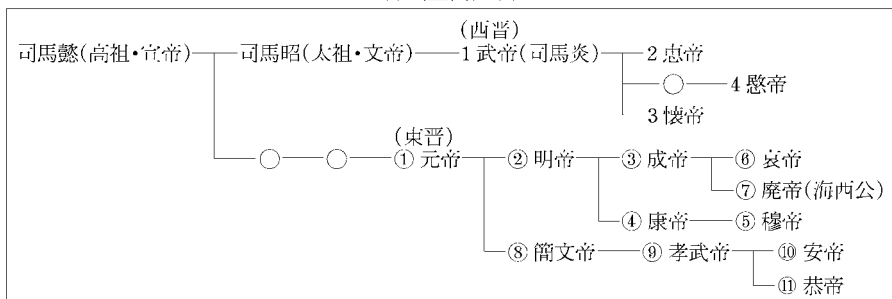 (西晋)
司馬懿(高祖・宣帝) 司馬昭(太祖・文帝) 1 武帝(司馬炎) 2 恵帝
○ 4 愍帝
3 懐帝
(東晋)
○ ○ ① 元帝 ② 明帝 ③ 成帝 ⑥ 哀帝
⑦ 廃帝(海西公)
④ 康帝 ⑤ 穆帝
⑧ 簡文帝 ⑨ 孝武帝 ⑩ 安帝
⑪ 恭帝